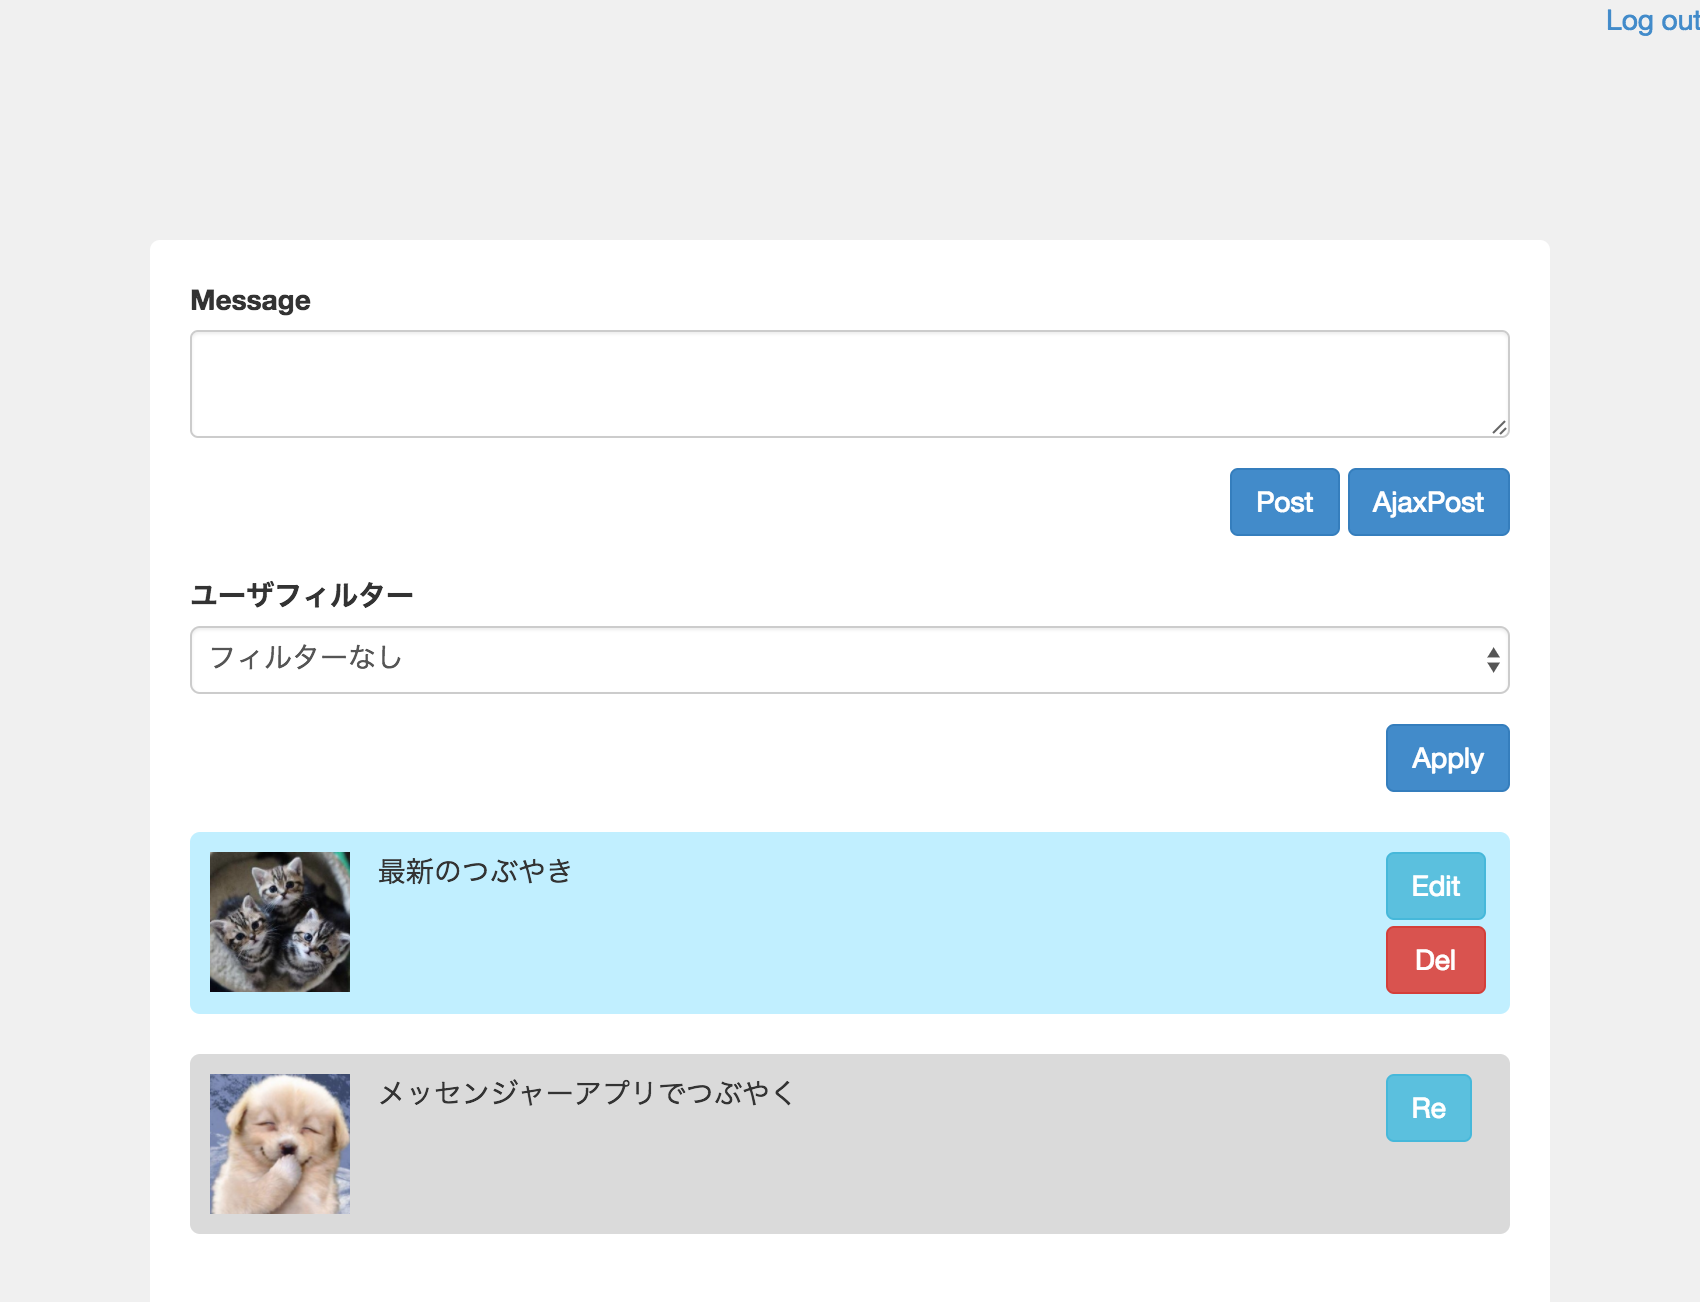 Log out
Message
Post AjaxPost
ユーザフィルター
フィルターなし
Apply
最新のつぶやき
Edit
Del
メッセンジャーアプリでつぶやく
Re